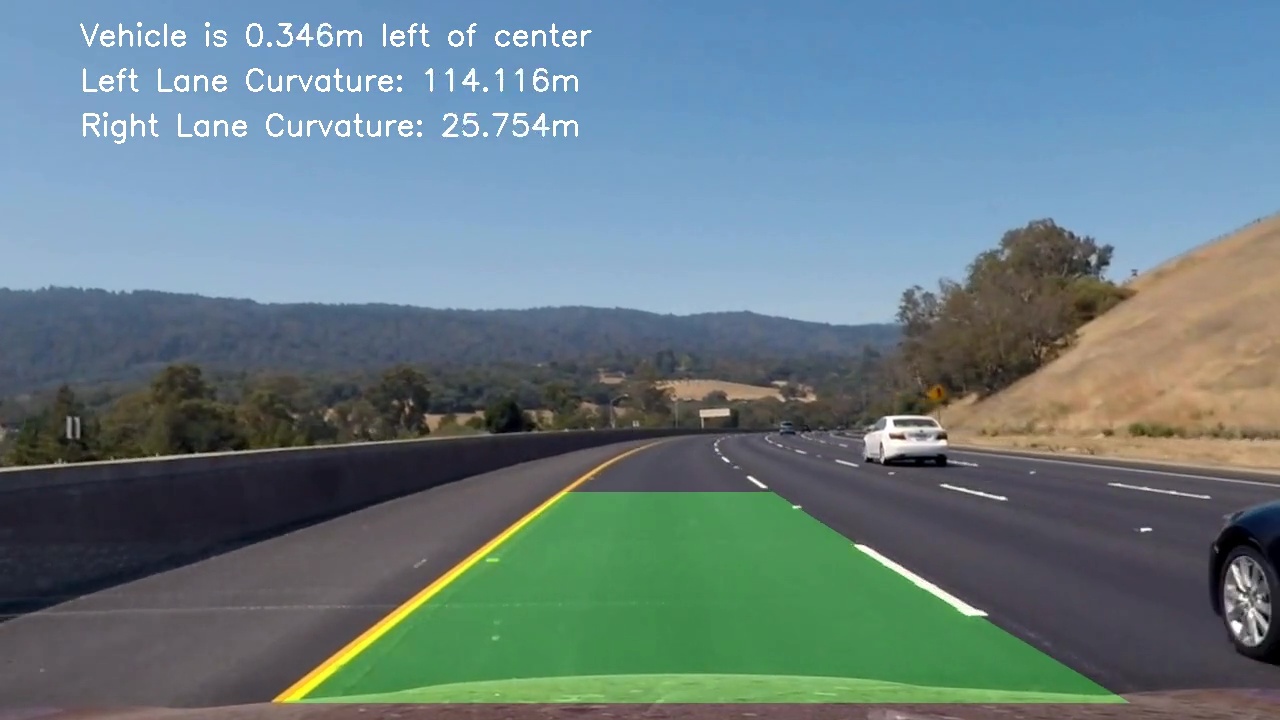 Vehicle is 0.346m left of center
Left Lane Curvature: 114.116m
Right Lane Curvature: 25.754m